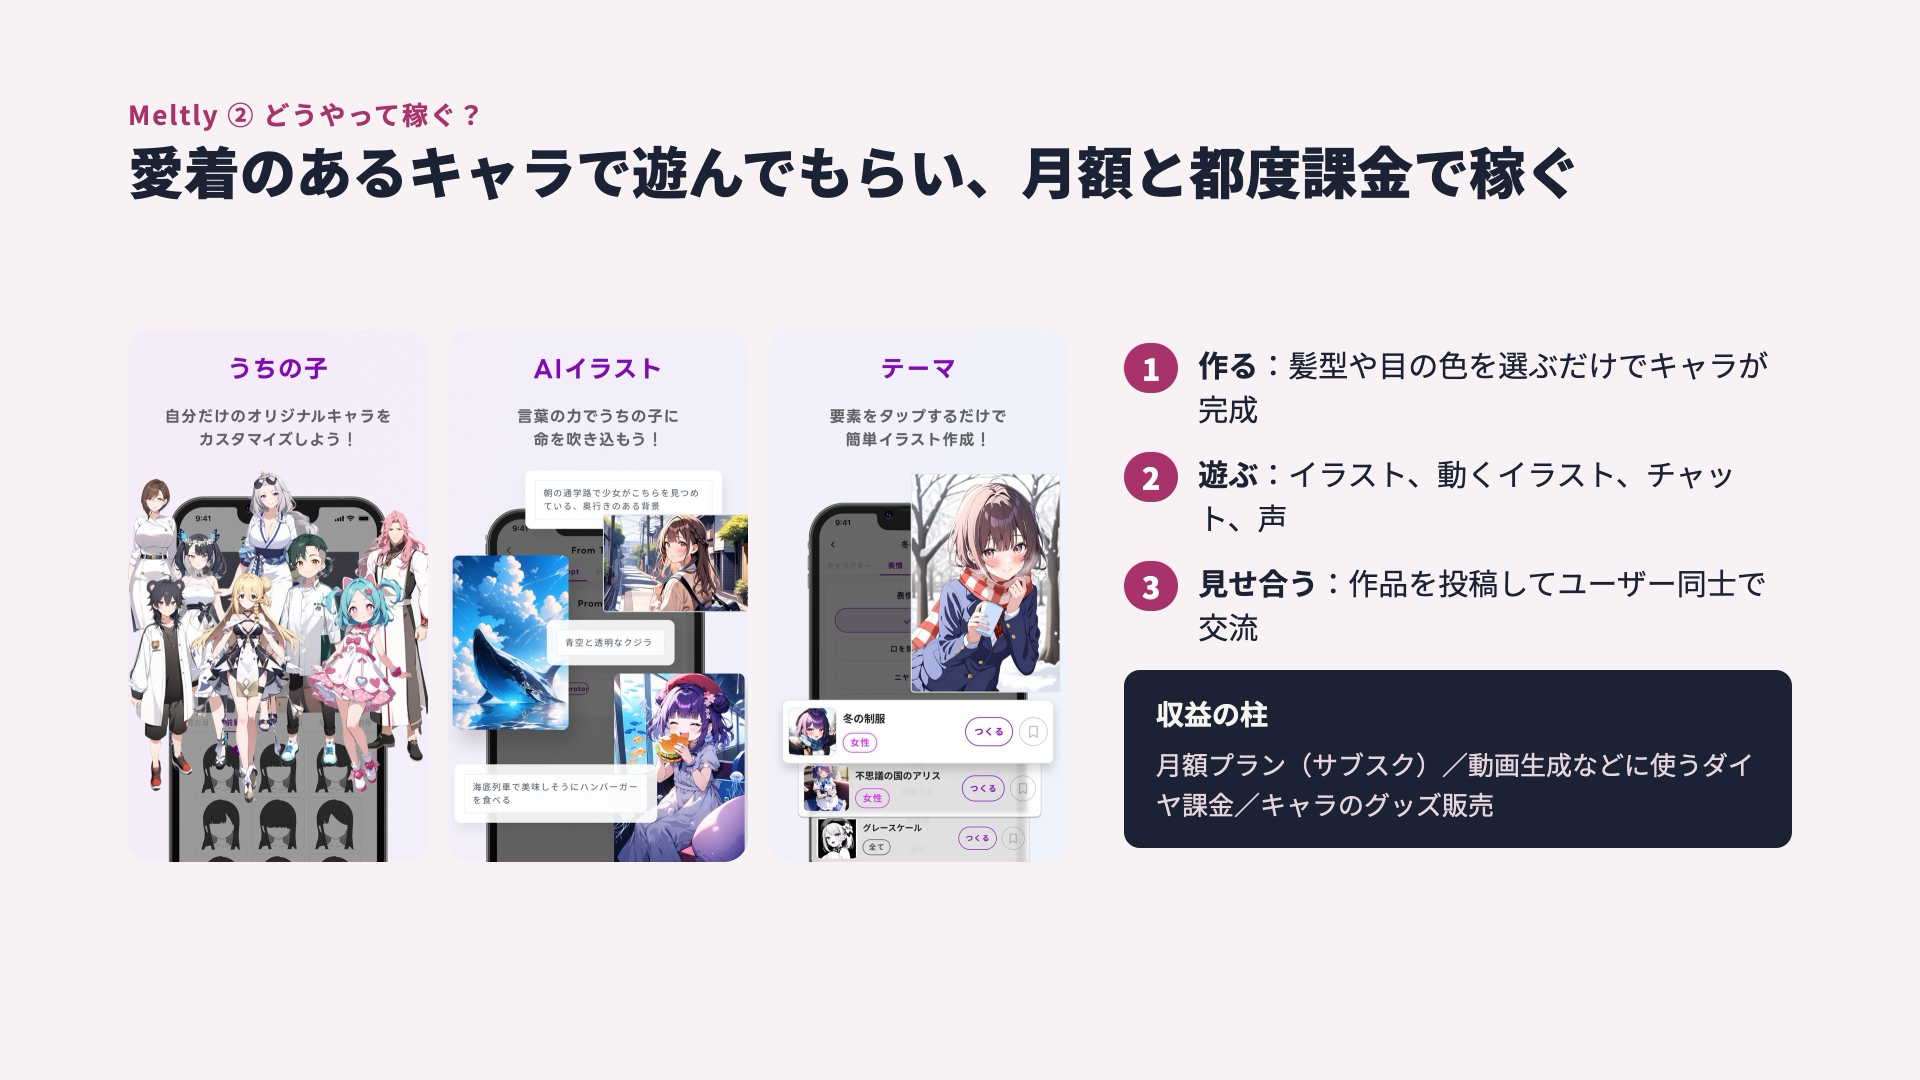 Meltly ② どうやって稼ぐ？
愛着のあるキャラで遊んでもらい、月額と都度課金で稼ぐ
うちの子
自分だけのオリジナルキャラを
カスタマイズしよう！
9:41
AIイラスト
言葉の力でうちの子に
命を吹き込もう！
朝の通学路で少女がこちらを見つめ
ている、奥行きのある背景
9:41
From T
青空と透明なクジラ
海底列車で美味しそうにハンバーガー
を食べる
テーマ
要素をタップするだけで
簡単イラスト作成！
9:41
キャラクター 表情
冬の制服
女性
つくる
不思議の国のアリス
女性
つくる
グレースケール
全て
つくる
1 作る：髪型や目の色を選ぶだけでキャラが
完成
2 遊ぶ：イラスト、動くイラスト、チャッ
ト、声
3 見せ合う：作品を投稿してユーザー同士で
交流
収益の柱
月額プラン（サブスク）／動画生成などに使うダイ
ヤ課金／キャラのグッズ販売